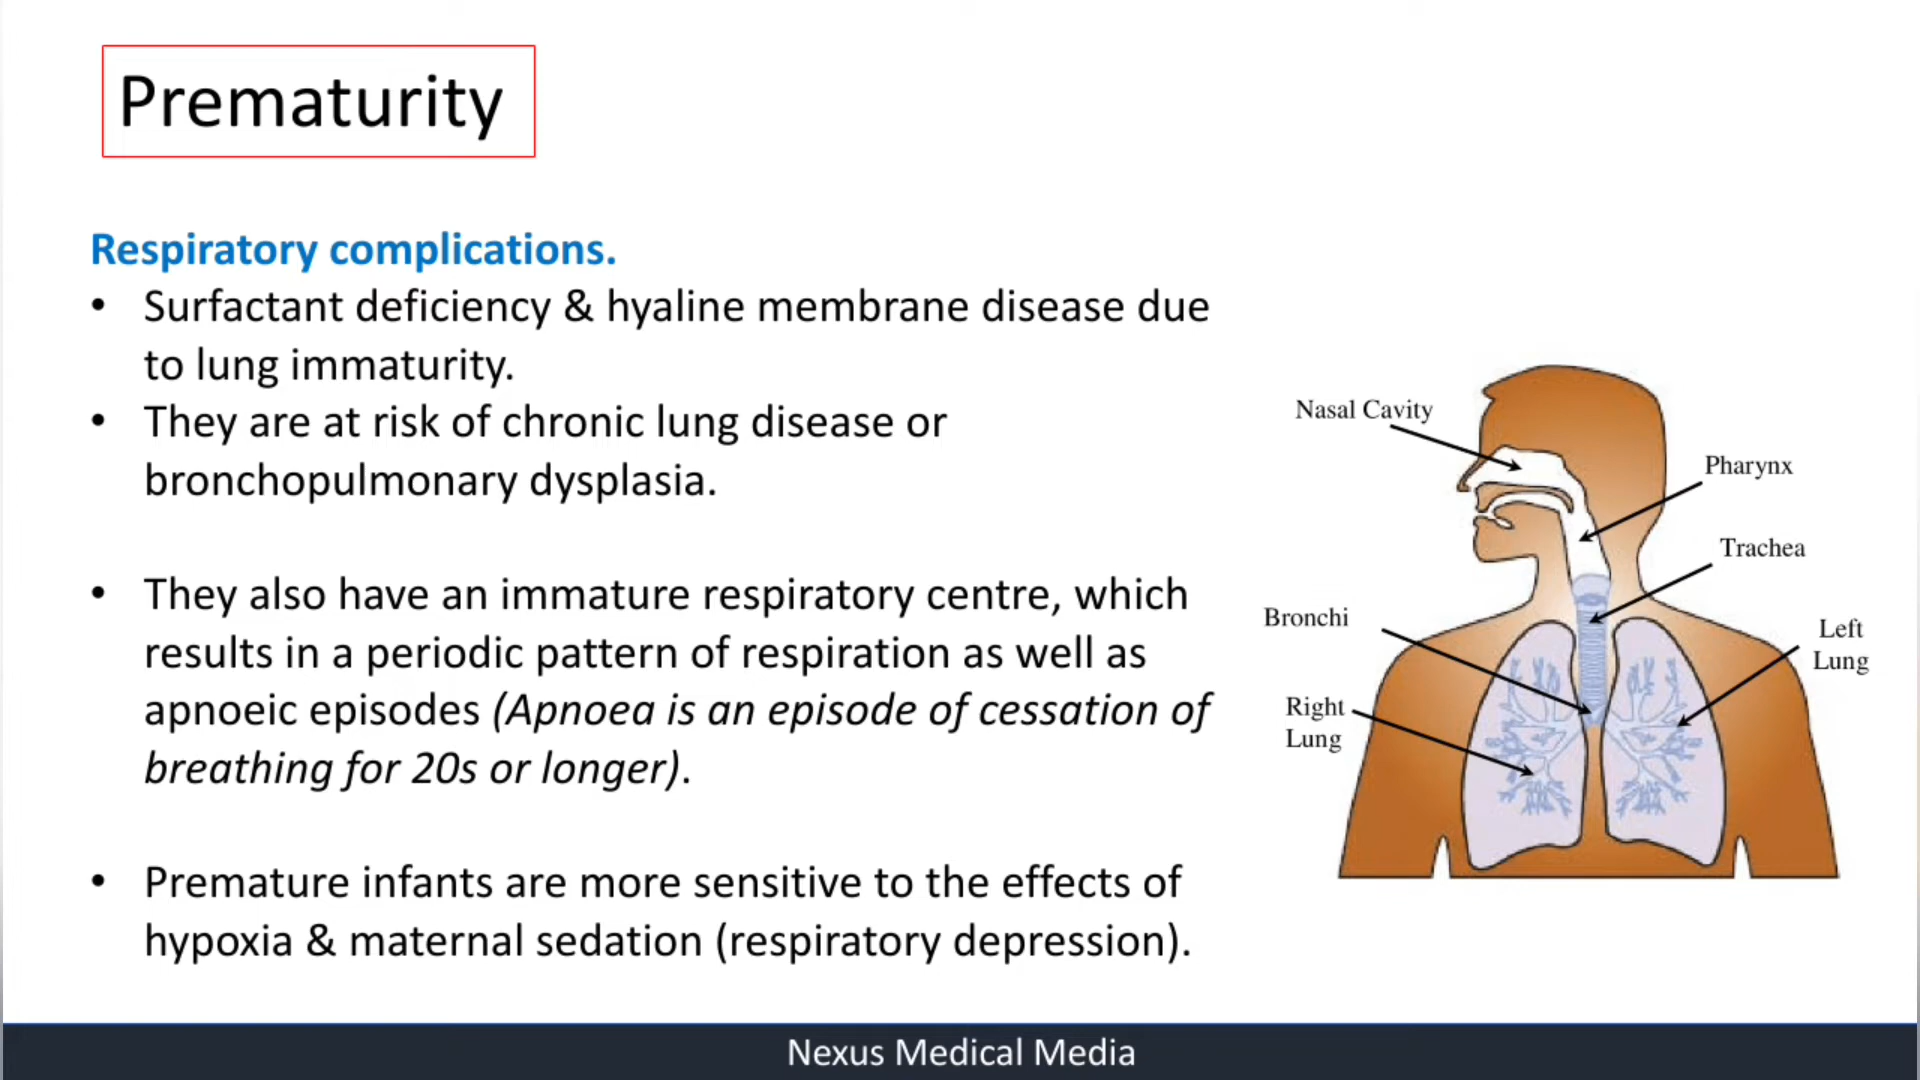 Prematurity
Respiratory complications.
• Surfactant deficiency & hyaline membrane disease due
to lung immaturity.
• They are at risk of chronic lung disease or
bronchopulmonary dysplasia.
• They also have an immature respiratory centre, which
results in a periodic pattern of respiration as well as
apnoeic episodes (Apnoea is an episode of cessation of
breathing for 20s or longer).
• Premature infants are more sensitive to the effects of
hypoxia & maternal sedation (respiratory depression).
Nasal Cavity
Pharynx
Trachea
Bronchi
Left
Lung
Right
Lung
Nexus Medical Media